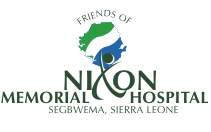 FRIENDS OF
NIXON
MEMORIAL HOSPITAL
SEGBWEMA, SIERRA LEONE